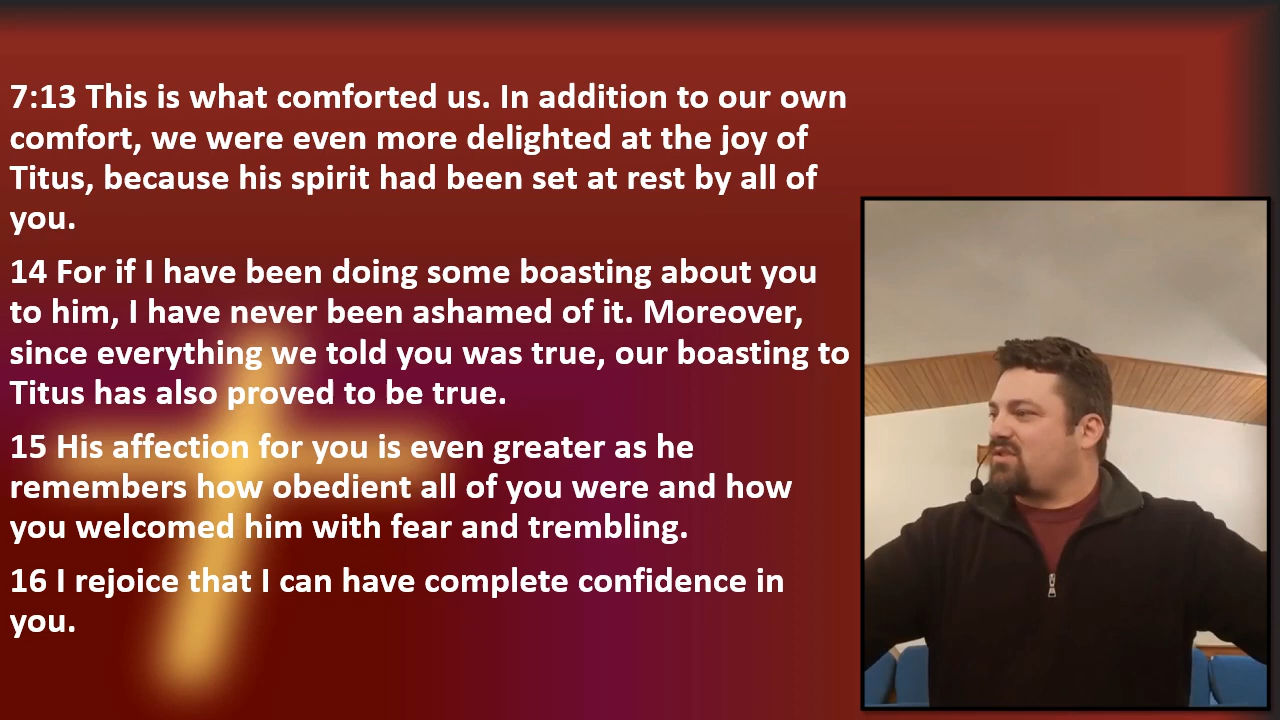 7:13 This is what comforted us. In addition to our own
comfort, we were even more delighted at the joy of
Titus, because his spirit had been set at rest by all of
you.
14 For if I have been doing some boasting about you
to him, I have never been ashamed of it. Moreover,
since everything we told you was true, our boasting to
Titus has also proved to be true.
15 His affection for you is even greater as he
remembers how obedient all of you were and how
you welcomed him with fear and trembling.
16 I rejoice that I can have complete confidence in
you.